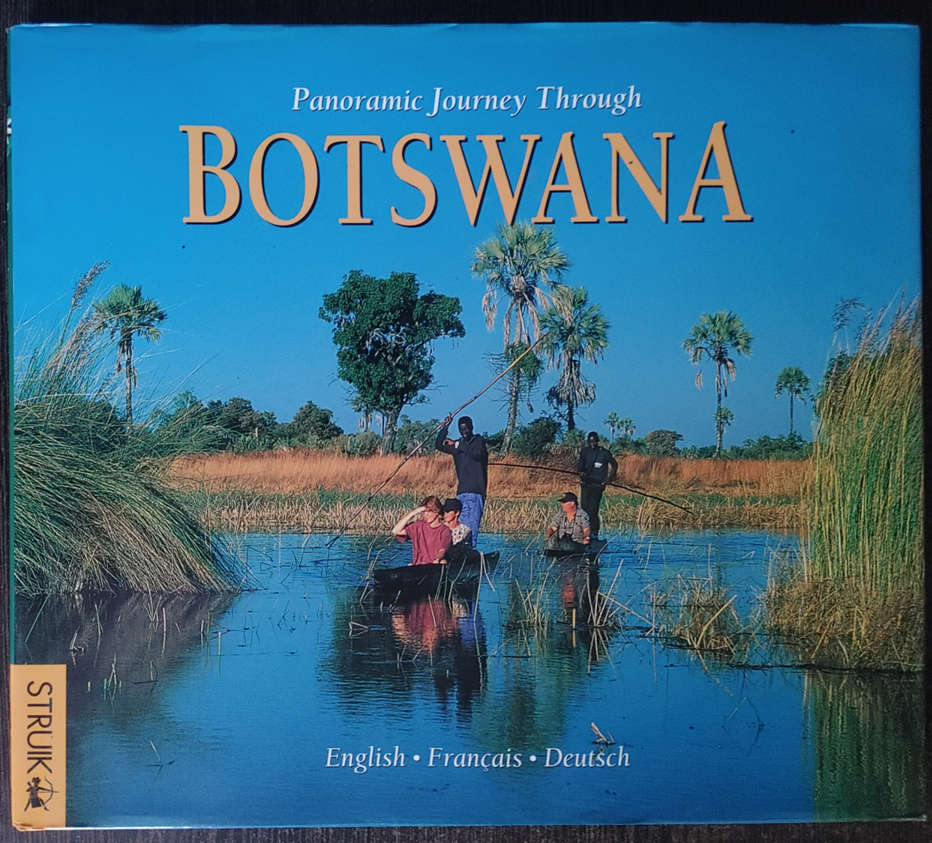 Panoramic Journey Through
BOTSWANA
English • Français • Deutsch
STRUIK